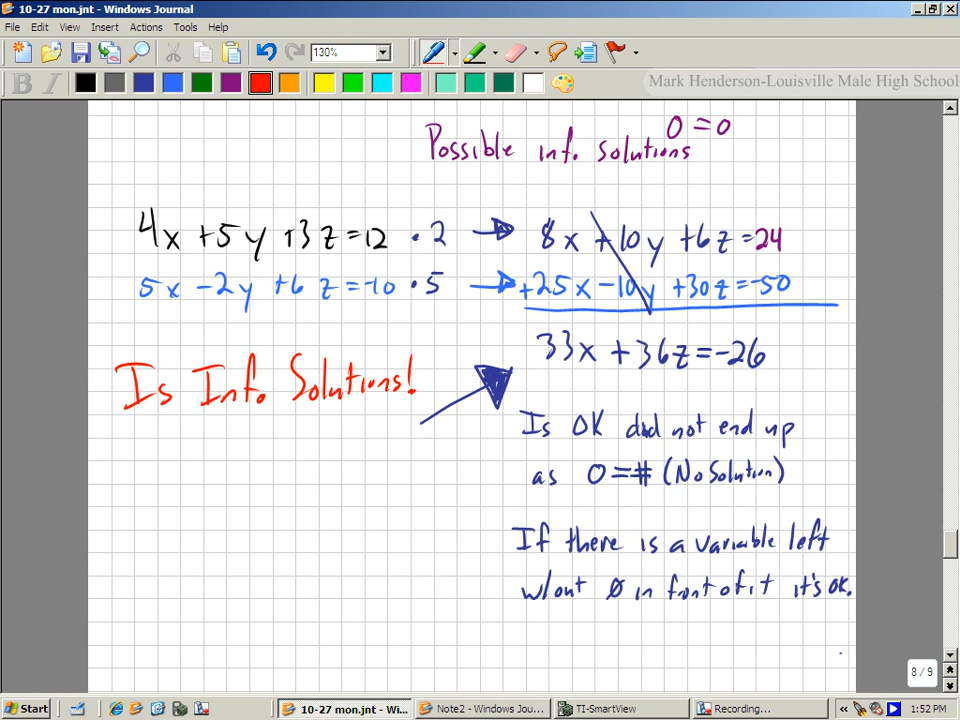 10-27 mon.jnt - Windows Journal
File Edit View Insert Actions Tools Help
130%
B I
Mark Henderson-Louisville Male High School
0 = 0
Possible inf. solutions
4x +5y +3z =12 · 2 → 8x +10y +6z =24
5x -2y +6z =-10 · 5 → +25x -10y +30z =-50
33x +36z =-26
Is Inf. Solutions!
Is OK did not end up
as 0=# (No Solution)
If there is a variable left
w/out 0 in front of it it's OK.
8 / 9
Start
10-27 mon.jnt - Wi...
Note2 - Windows Jou...
TI-SmartView
Recording...
1:52 PM